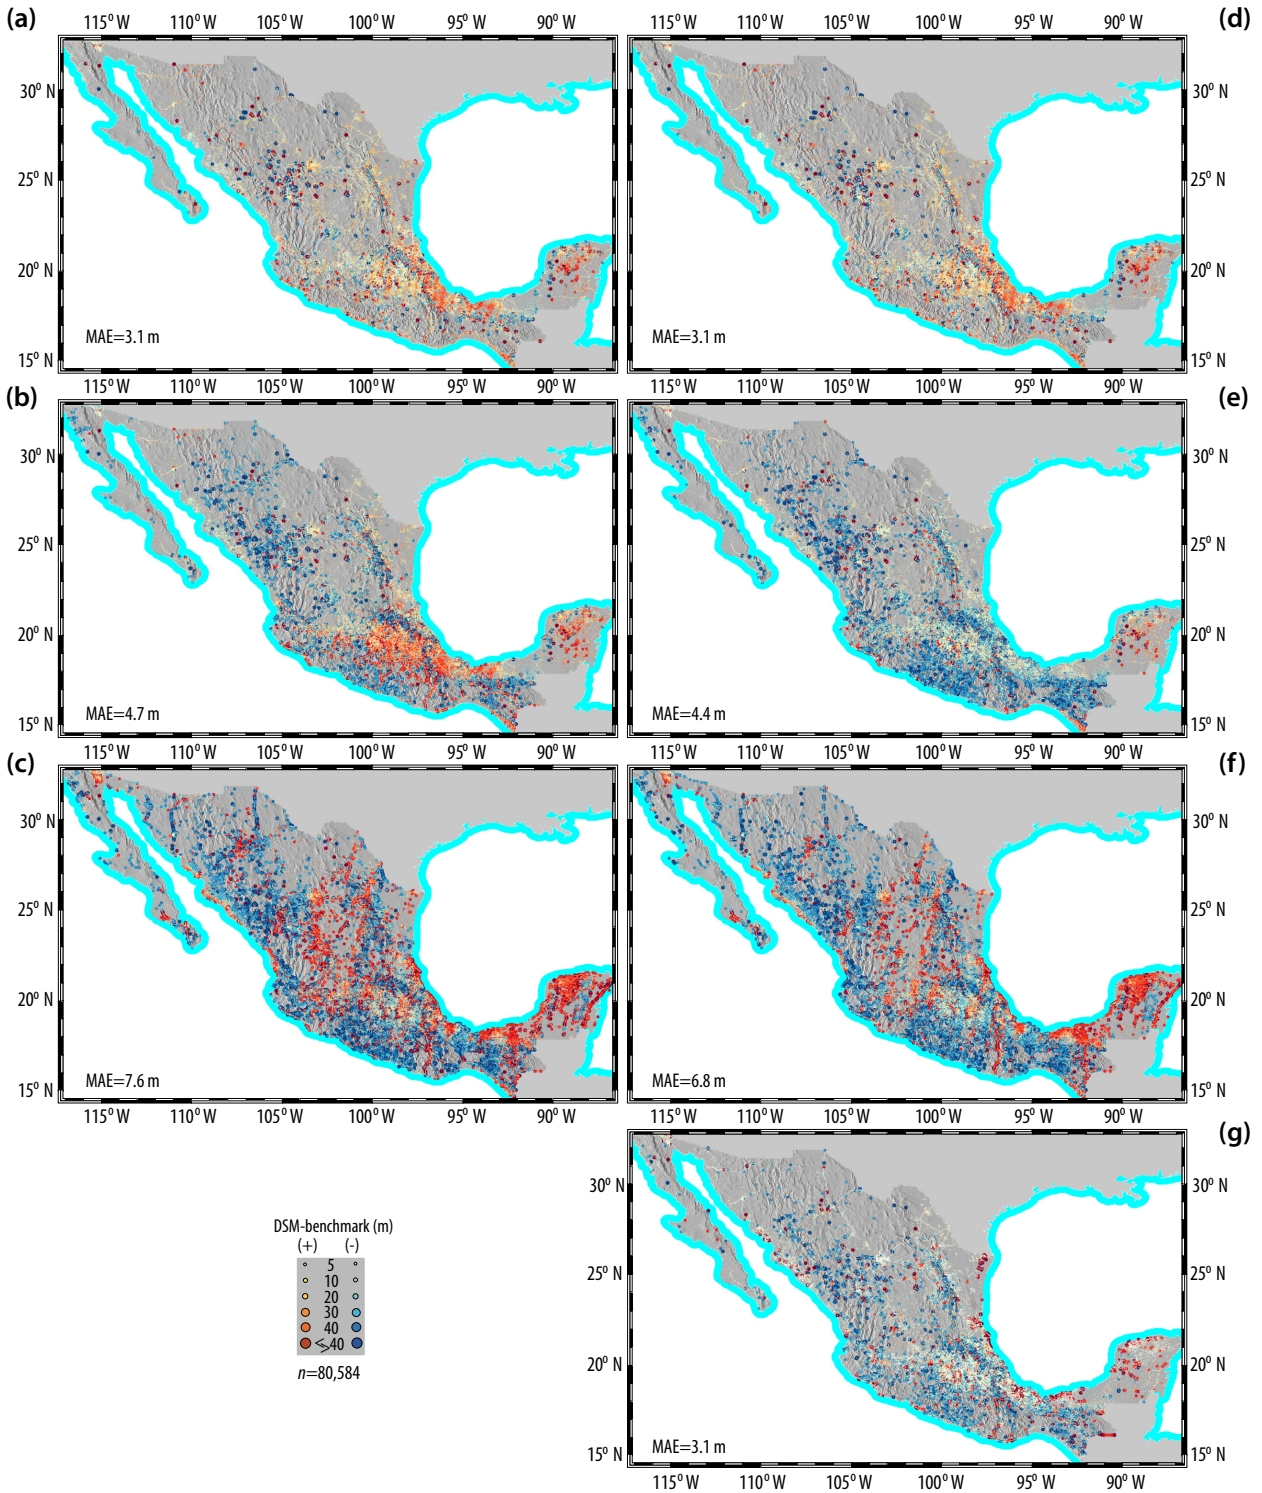 (a) 115° W 110° W 105° W 100° W 95° W 90° W
115° W 110° W 105° W 100° W 95° W 90° W (d)
30° N
25° N
20° N
15° N
MAE=3.1 m
MAE=3.1 m
30° N
25° N
20° N
15° N
(b) 115° W 110° W 105° W 100° W 95° W 90° W
115° W 110° W 105° W 100° W 95° W 90° W (e)
30° N
25° N
20° N
15° N
MAE=4.7 m
MAE=4.4 m
30° N
25° N
20° N
15° N
(c) 115° W 110° W 105° W 100° W 95° W 90° W
115° W 110° W 105° W 100° W 95° W 90° W (f)
30° N
25° N
20° N
15° N
MAE=7.6 m
MAE=6.8 m
30° N
25° N
20° N
15° N
115° W 110° W 105° W 100° W 95° W 90° W
115° W 110° W 105° W 100° W 95° W 90° W
(g)
30° N
25° N
20° N
15° N
MAE=3.1 m
30° N
25° N
20° N
15° N
115° W 110° W 105° W 100° W 95° W 90° W
DSM-benchmark (m)
(+) (-)
5
10
20
30
40
<>40
n=80,584